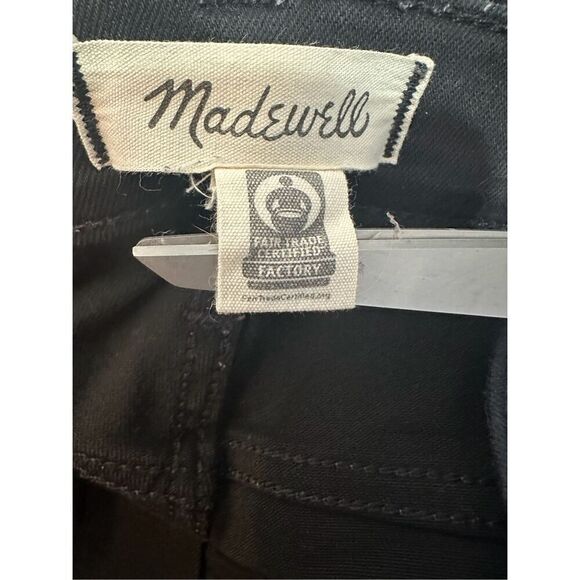 Madewell
FAIR TRADE
CERTIFIED
FACTORY
FairTradeCertified.org